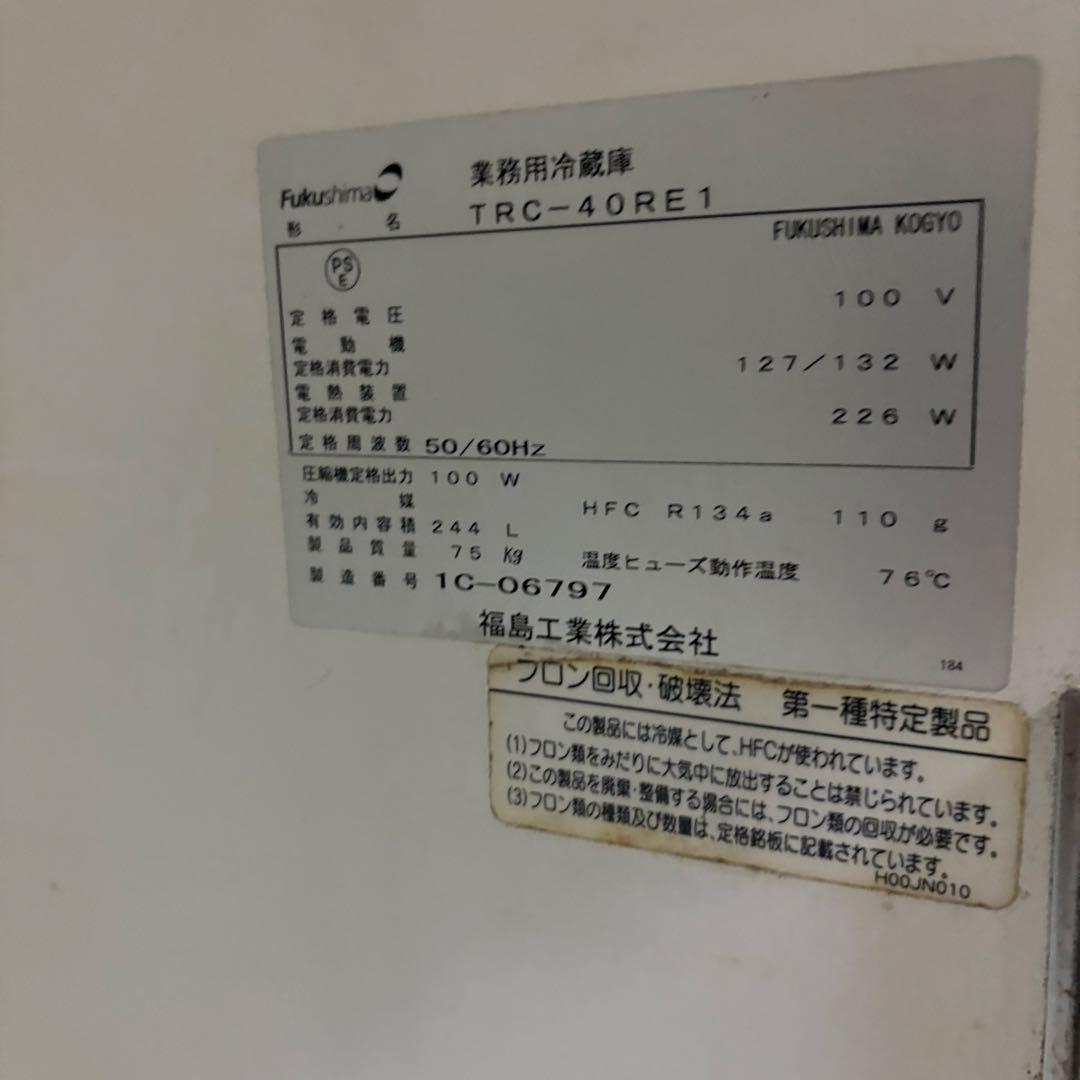 Fukushima
業務用冷蔵庫
形名 TRC-40RE1
FUKUSHIMA KOGYO
PS E
定格電圧 100 V
電動機
定格消費電力 127/132 W
電熱装置
定格消費電力 226 W
定格周波数 50/60Hz
圧縮機定格出力 100 W
冷媒 HFC R134a 110 g
有効内容積 244 L
製品質量 75 Kg 温度ヒューズ動作温度 76℃
製造番号 1C-06797
福島工業株式会社
184
フロン回収・破壊法 第一種特定製品
この製品には冷媒として、HFCが使われています。
(1)フロン類をみだりに大気中に放出することは禁じられています。
(2)この製品を廃棄・整備する場合には、フロン類の回収が必要です。
(3)フロン類の種類及び数量は、定格銘板に記載されています。
H00JN010